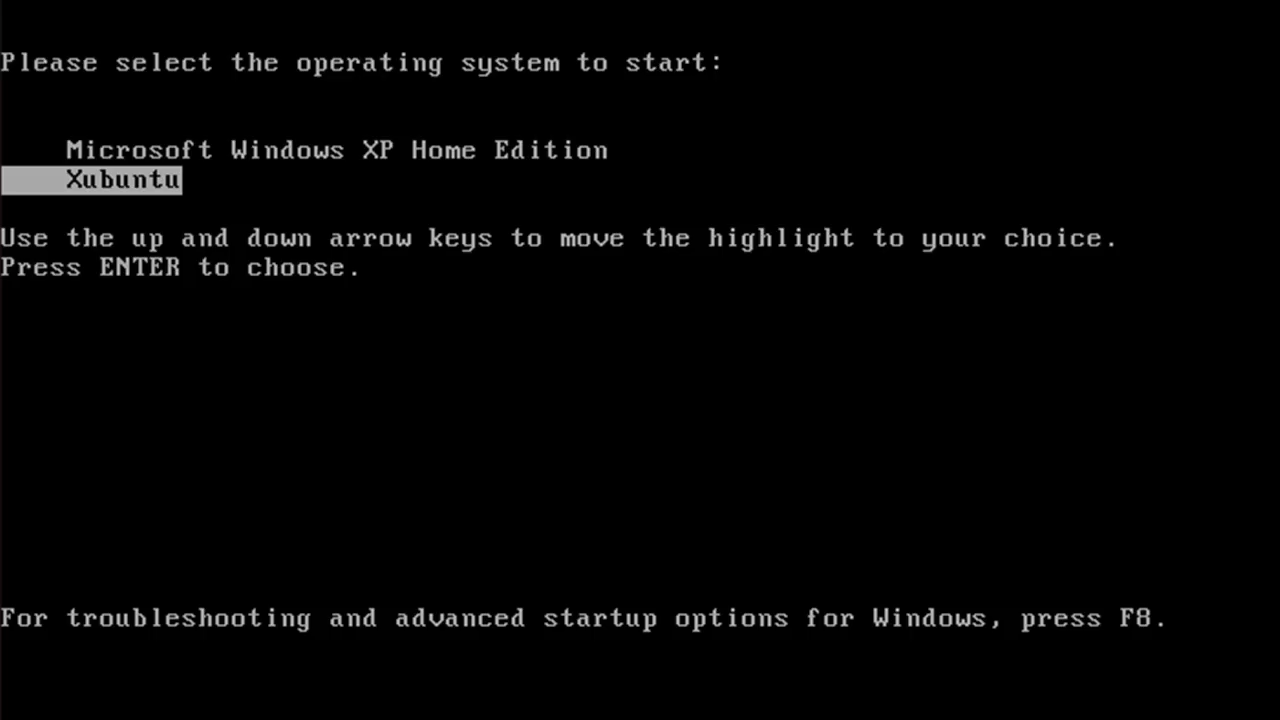 Please select the operating system to start:
Microsoft Windows XP Home Edition
Xubuntu
Use the up and down arrow keys to move the highlight to your choice.
Press ENTER to choose.
For troubleshooting and advanced startup options for Windows, press F8.